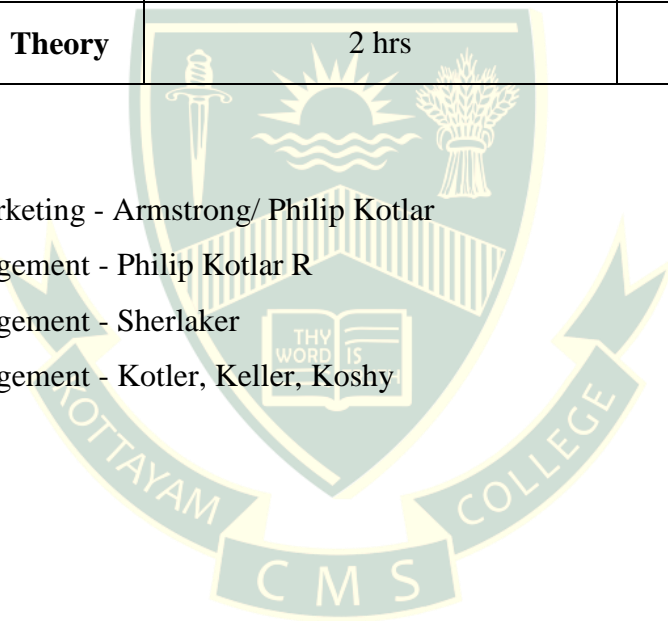 Theory 2 hrs
rketing - Armstrong/ Philip Kotlar
gement - Philip Kotlar R
gement - Sherlaker
gement - Kotler, Keller, Koshy
THY
WORD IS
H
KOTTAYAM
COLLEGE
CMS